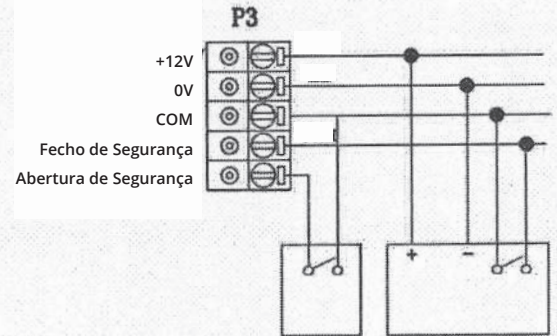 P3
+12V
0V
COM
Fecho de Segurança
Abertura de Segurança
+ −